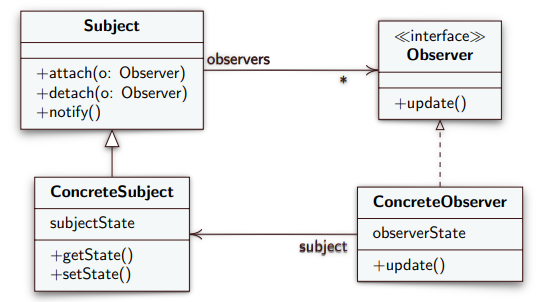 Subject
+attach(o: Observer)
+detach(o: Observer)
+notify()
observers
*
≪interface≫
Observer
+update()
ConcreteSubject
subjectState
+getState()
+setState()
subject
ConcreteObserver
observerState
+update()